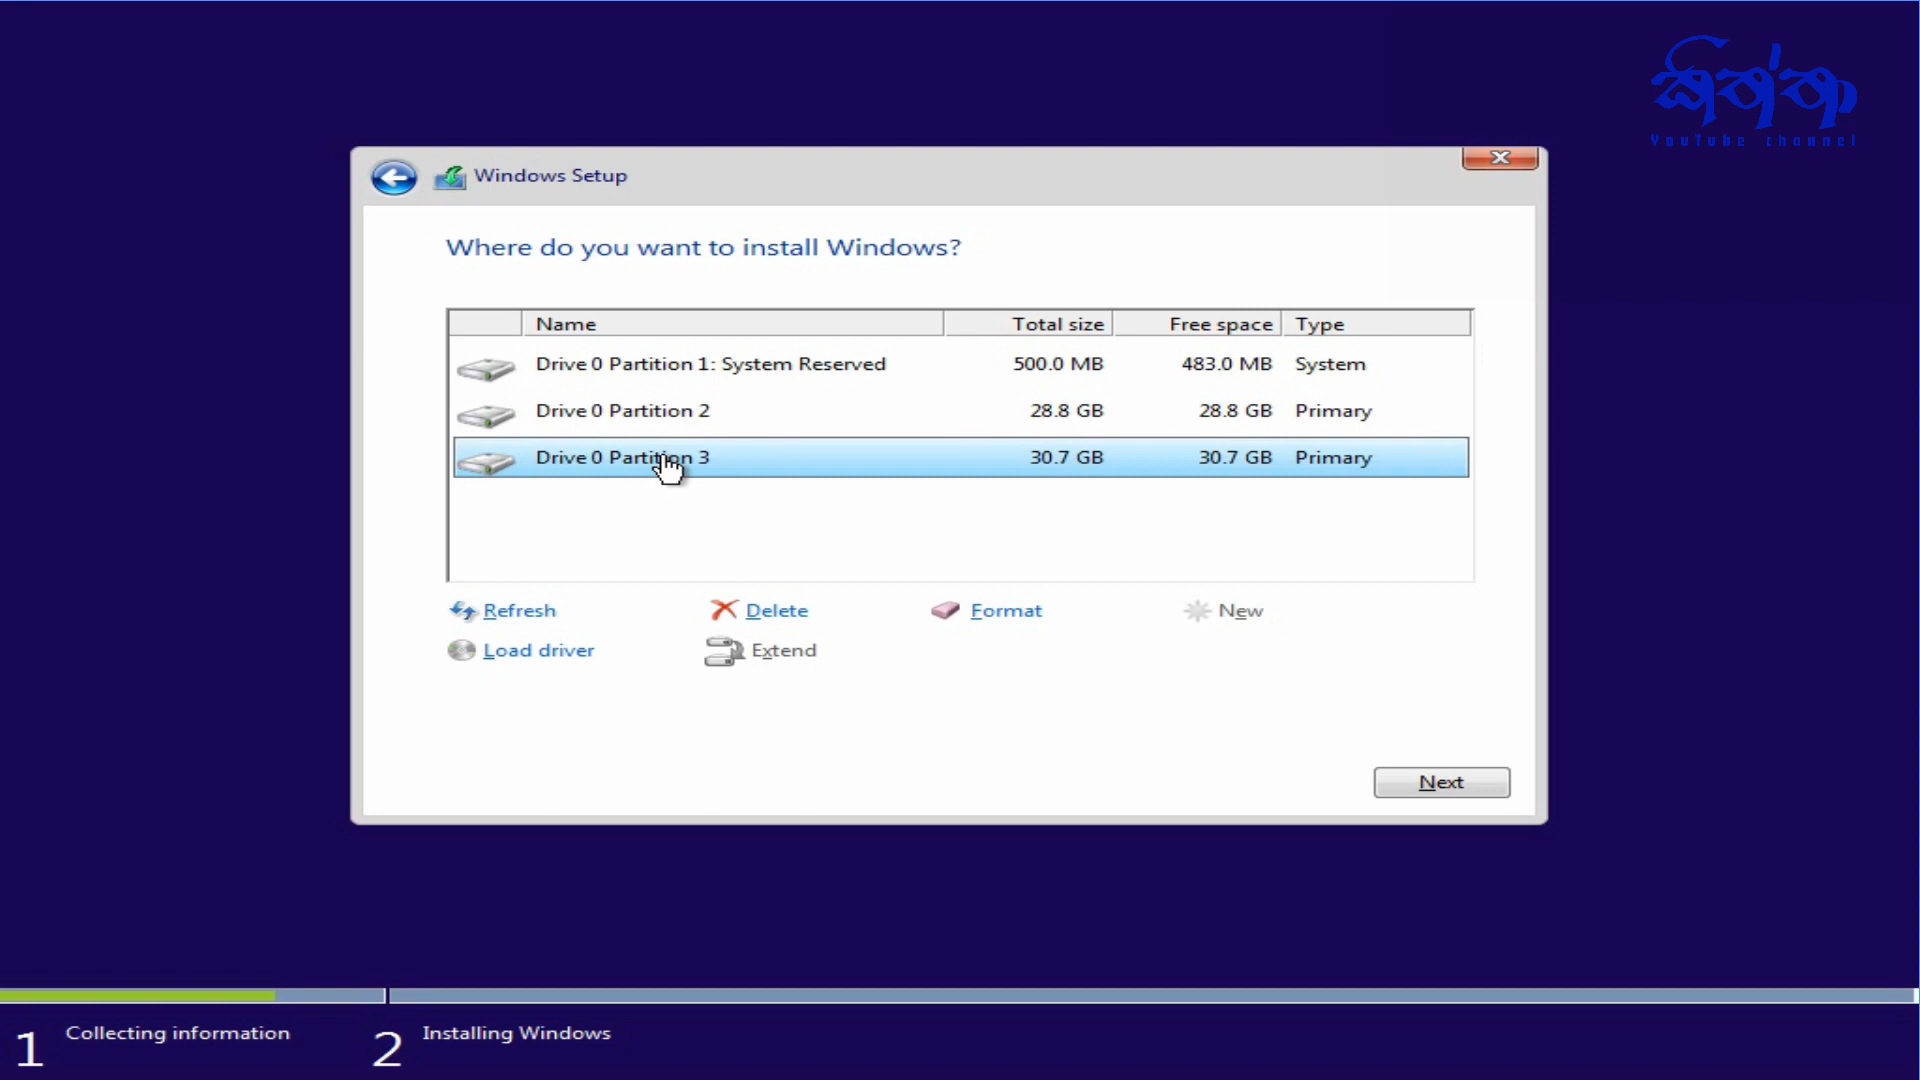 YouTube channel
Windows Setup
Where do you want to install Windows?
Name Total size Free space Type
Drive 0 Partition 1: System Reserved 500.0 MB 483.0 MB System
Drive 0 Partition 2 28.8 GB 28.8 GB Primary
Drive 0 Partition 3 30.7 GB 30.7 GB Primary
Refresh Delete Format New
Load driver Extend
Next
1 Collecting information 2 Installing Windows